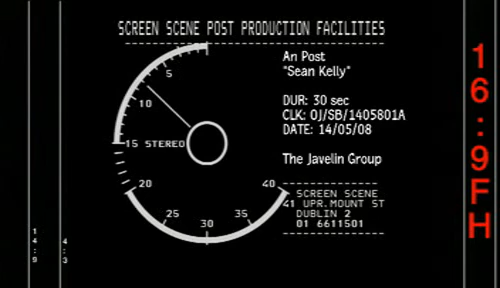 SCREEN SCENE POST PRODUCTION FACILITIES
An Post
"Sean Kelly"
DUR: 30 sec
CLK: OJ/SB/1405801A
DATE: 14/05/08
The Javelin Group
5
10
15 STEREO
20
25
30
35
40
SCREEN SCENE
41 UPR.MOUNT ST
DUBLIN 2
01 6611501
14:9
4:3
16:9FH